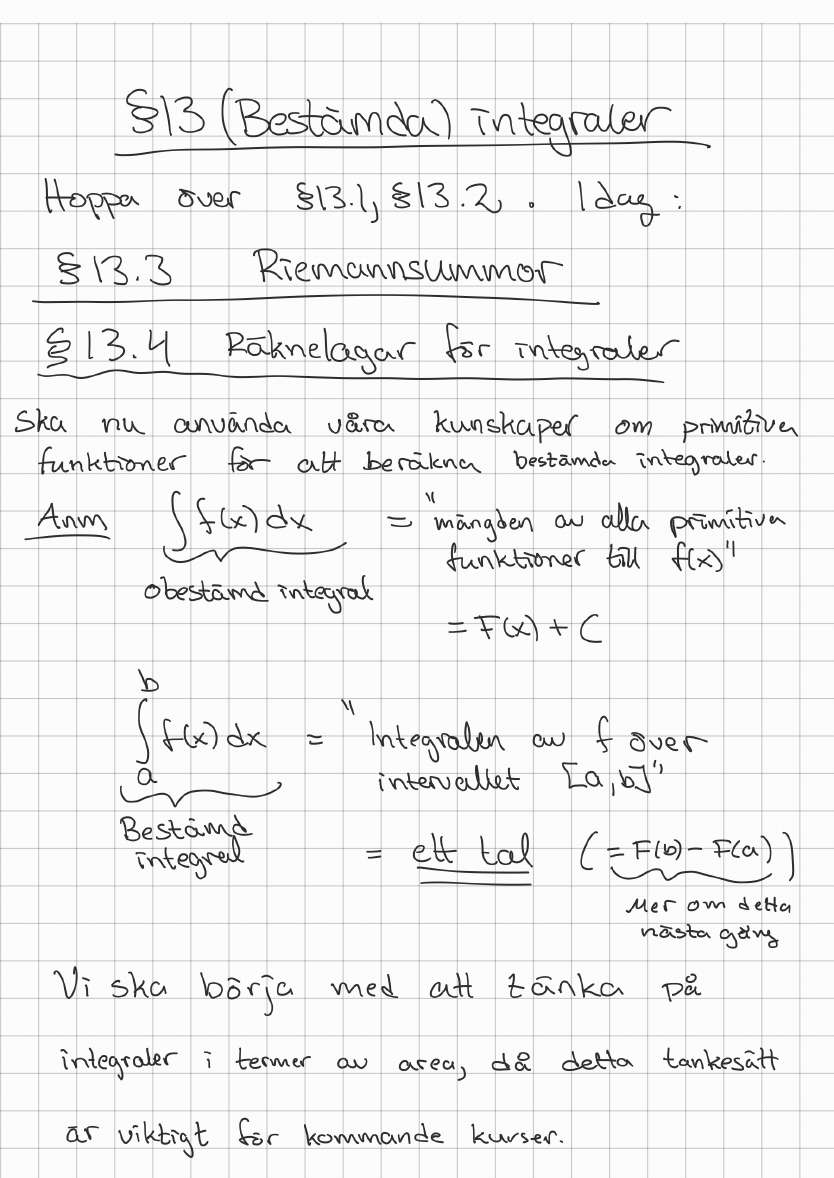 §13 (Bestämda) integraler
Hoppa över §13.1, §13.2. Idag:
§13.3 Riemannsummor
§13.4 Räknelagar för integraler
Ska nu använda våra kunskaper om primitiva
funktioner för att beräkna bestämda integraler.
Anm ∫ f(x) dx = "mängden av alla primitiva
funktioner till f(x)"
obestämd integral
= F(x) + C
b
∫ f(x) dx = "Integralen av f över
a
intervallet [a,b]"
Bestämd
integral
= ett tal (= F(b) - F(a))
Mer om detta
nästa gång
Vi ska börja med att tänka på
integraler i termer av area, då detta tankesätt
är viktigt för kommande kurser.